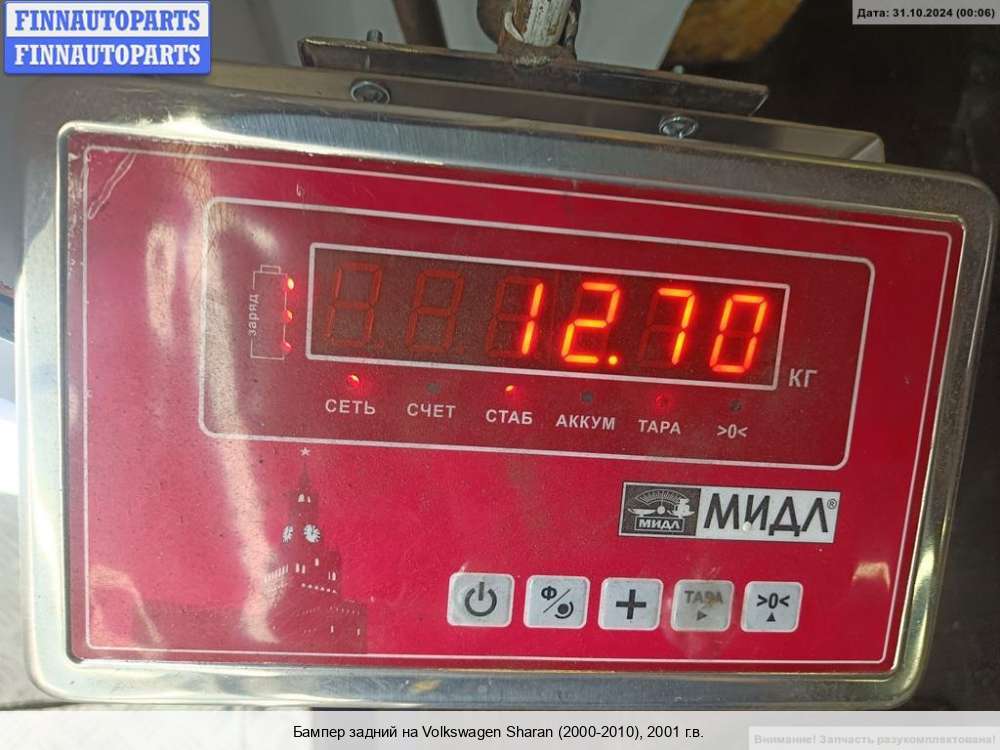 FINNAUTOPARTS
FINNAUTOPARTS
Дата: 31.10.2024 (00:06)
заряд
12.70
КГ
СЕТЬ СЧЕТ СТАБ АККУМ ТАРА >0<
МИДЛ МИДЛ®
Ф
ТАРА >0<
Бампер задний на Volkswagen Sharan (2000-2010), 2001 г.в.
Внимание! Запчасть разукомплектована!